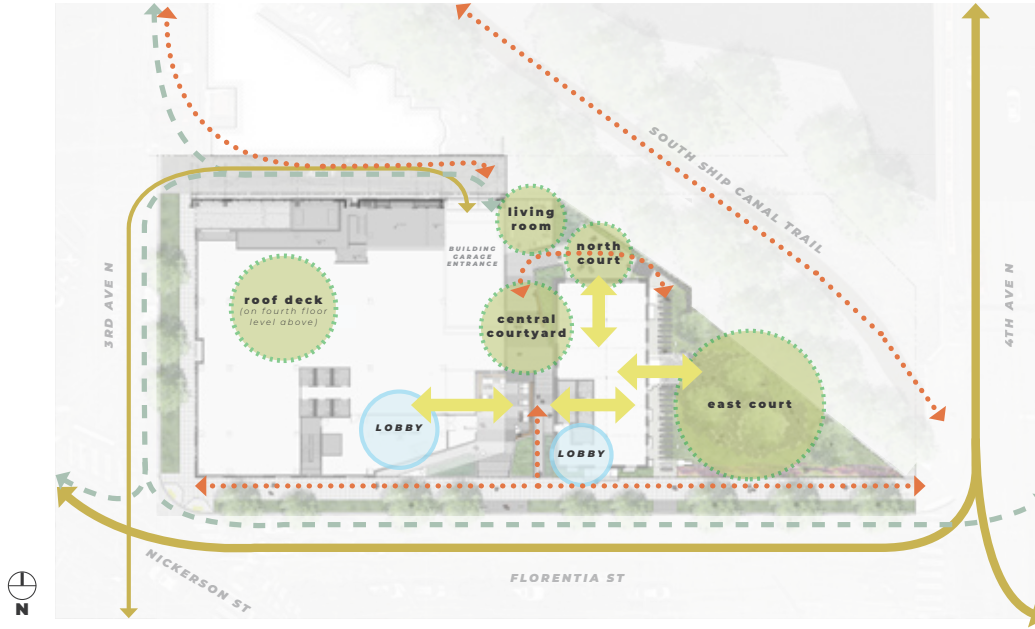 SOUTH SHIP CANAL TRAIL
living
room
north
court
BUILDING
GARAGE
ENTRANCE
3RD AVE N
4TH AVE N
roof deck
(on fourth floor
level above)
central
courtyard
east court
LOBBY
LOBBY
NICKERSON ST
FLORENTIA ST
N